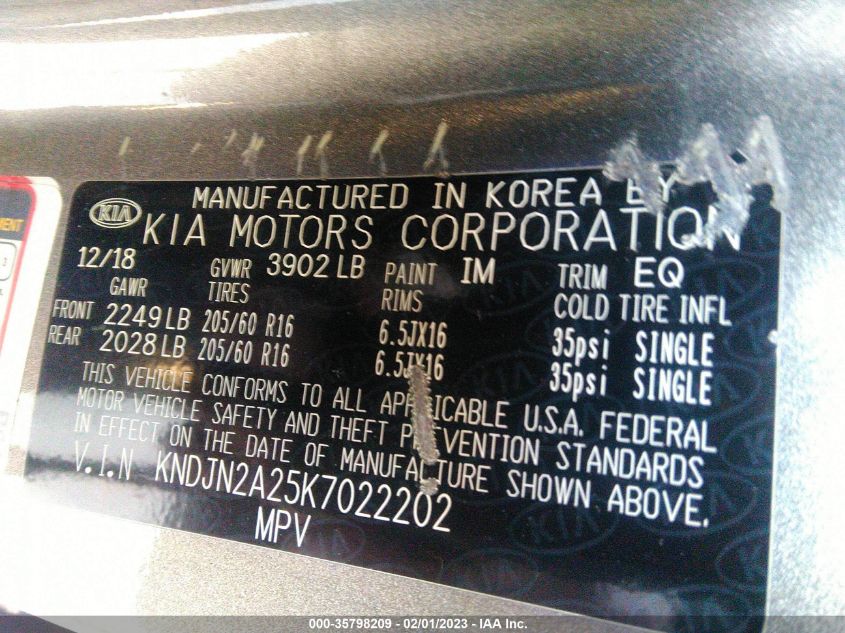 MANUFACTURED IN KOREA BY
KIA KIA MOTORS CORPORATION
12/18 GVWR 3902 LB PAINT IM TRIM EQ
GAWR TIRES RIMS COLD TIRE INFL
FRONT 2249 LB 205/60 R16 6.5JX16 35psi SINGLE
REAR 2028 LB 205/60 R16 6.5JX16 35psi SINGLE
THIS VEHICLE CONFORMS TO ALL APPLICABLE U.S.A. FEDERAL
MOTOR VEHICLE SAFETY AND THEFT PREVENTION STANDARDS
IN EFFECT ON THE DATE OF MANUFACTURE SHOWN ABOVE.
V.I.N KNDJN2A25K7022202
MPV
000-35798209 - 02/01/2023 - IAA Inc.